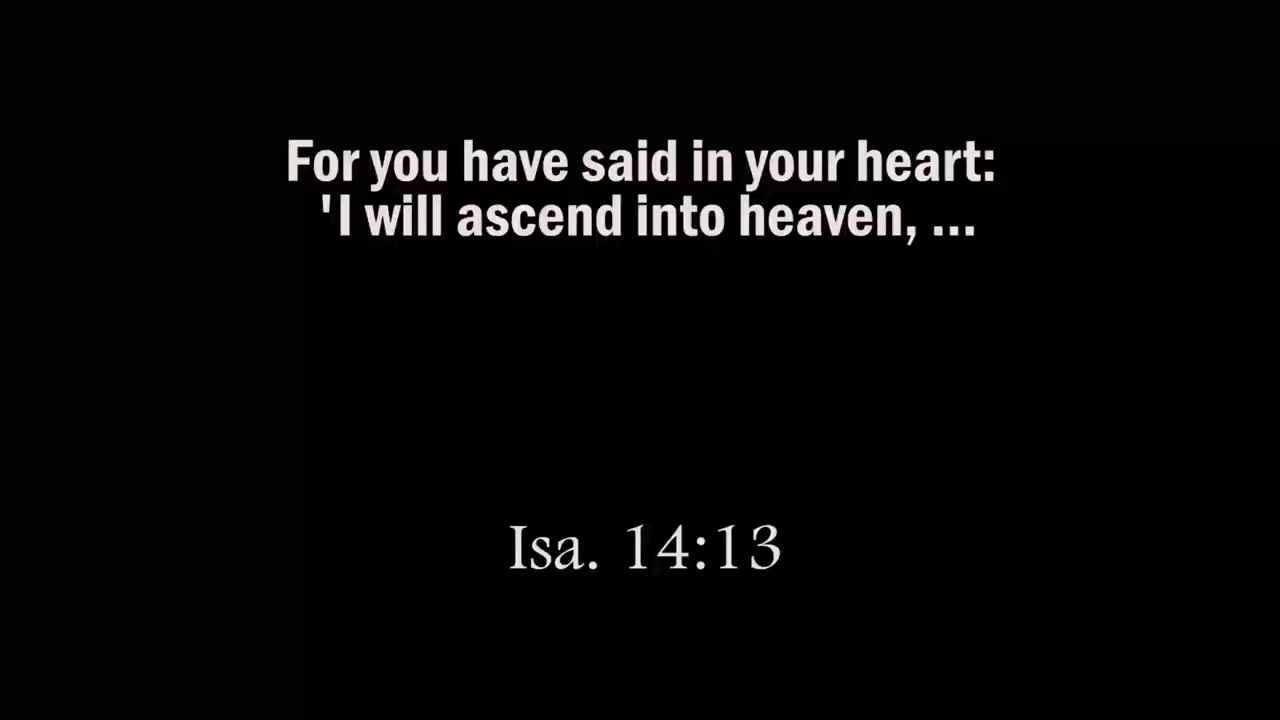 For you have said in your heart:
'I will ascend into heaven, ...
Isa. 14:13